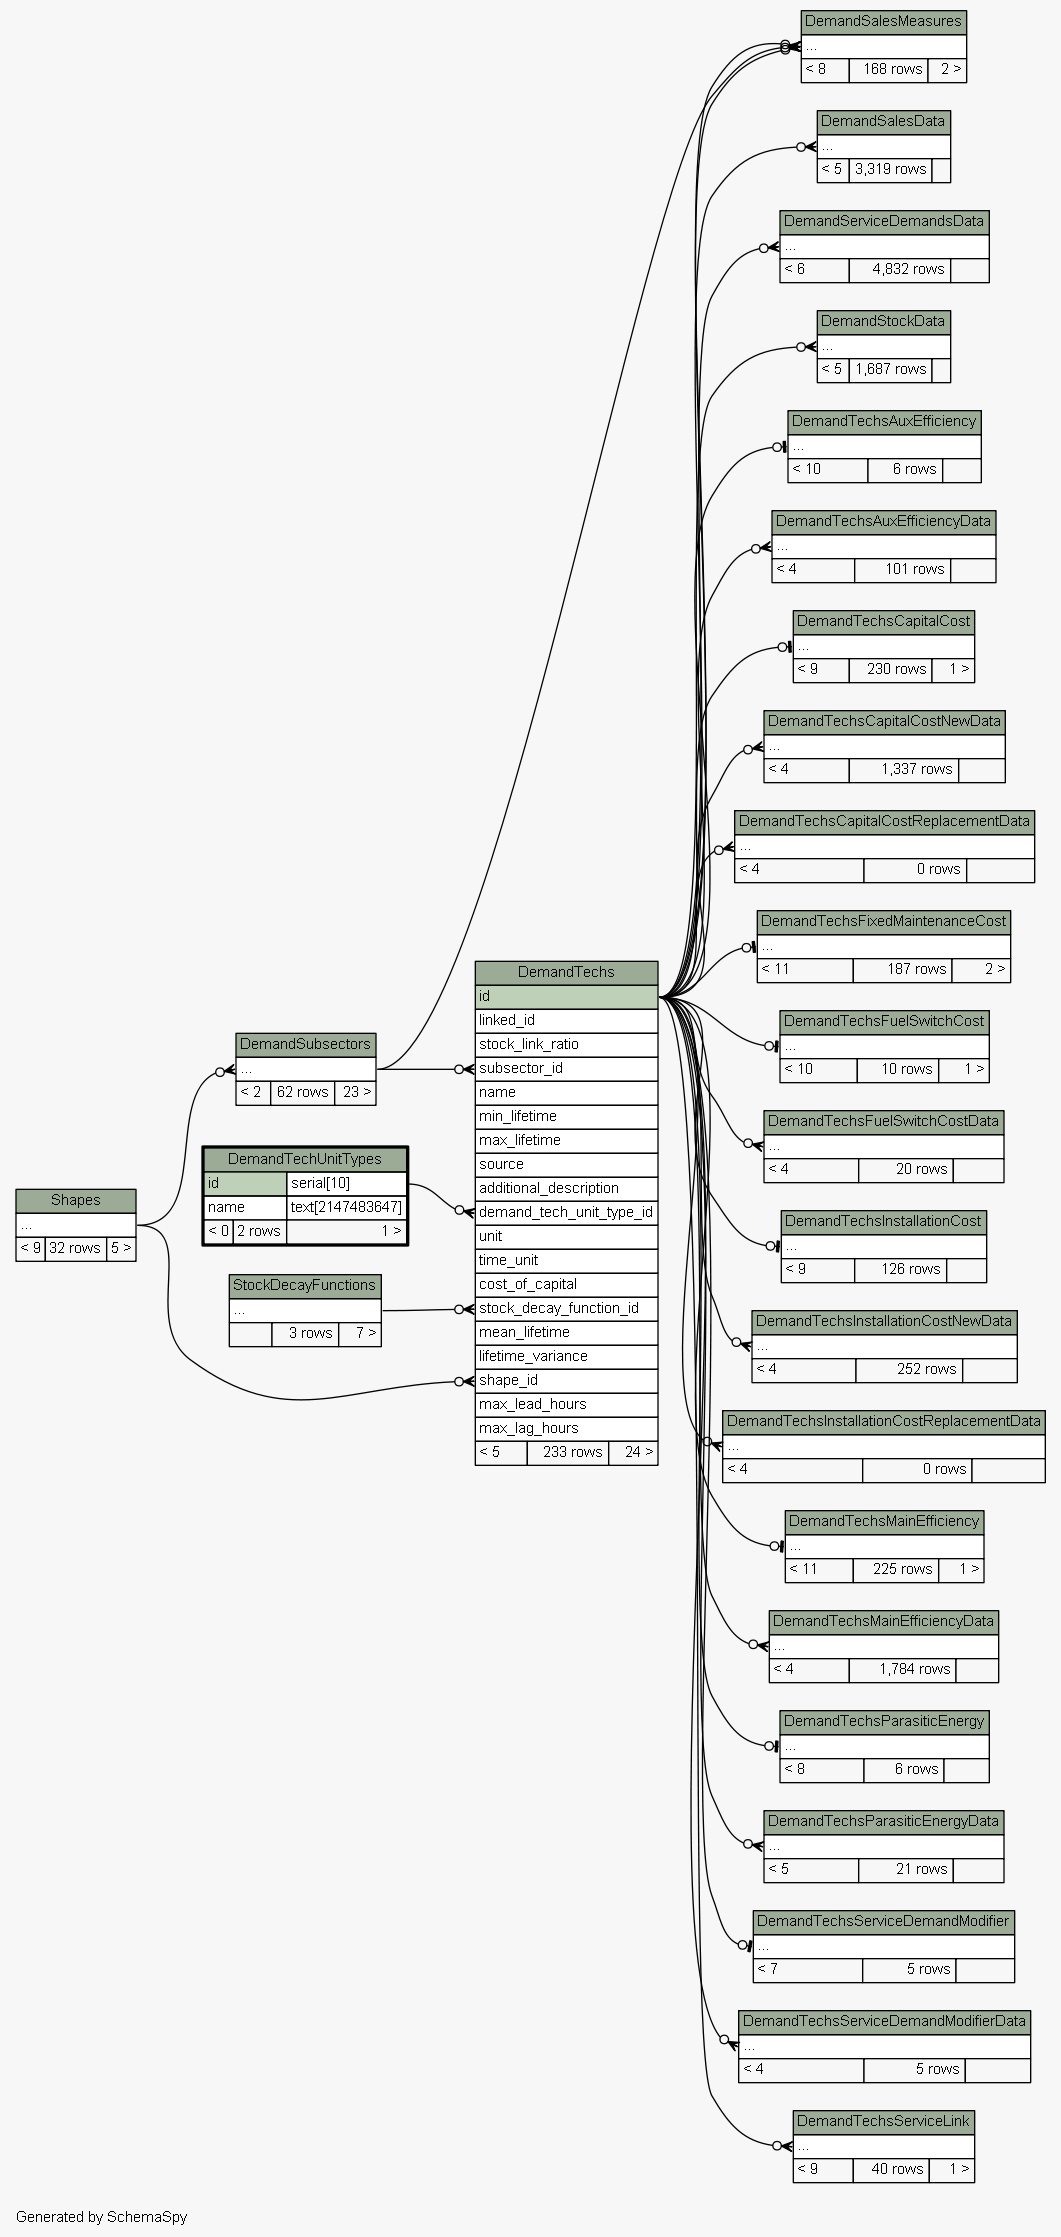 DemandSalesMeasures
...
< 8 168 rows 2 >
DemandSalesData
...
< 5 3,319 rows
DemandServiceDemandsData
...
< 6 4,832 rows
DemandStockData
...
< 5 1,687 rows
DemandTechsAuxEfficiency
...
< 10 6 rows
DemandTechsAuxEfficiencyData
...
< 4 101 rows
DemandTechsCapitalCost
...
< 9 230 rows 1 >
DemandTechsCapitalCostNewData
...
< 4 1,337 rows
DemandTechsCapitalCostReplacementData
...
< 4 0 rows
DemandTechsFixedMaintenanceCost
...
< 11 187 rows 2 >
DemandTechsFuelSwitchCost
...
< 10 10 rows 1 >
DemandTechsFuelSwitchCostData
...
< 4 20 rows
DemandTechsInstallationCost
...
< 9 126 rows
DemandTechsInstallationCostNewData
...
< 4 252 rows
DemandTechsInstallationCostReplacementData
...
< 4 0 rows
DemandTechsMainEfficiency
...
< 11 225 rows 1 >
DemandTechsMainEfficiencyData
...
< 4 1,784 rows
DemandTechsParasiticEnergy
...
< 8 6 rows
DemandTechsParasiticEnergyData
...
< 5 21 rows
DemandTechsServiceDemandModifier
...
< 7 5 rows
DemandTechsServiceDemandModifierData
...
< 4 5 rows
DemandTechsServiceLink
...
< 9 40 rows 1 >
DemandTechs
id
linked_id
stock_link_ratio
subsector_id
name
min_lifetime
max_lifetime
source
additional_description
demand_tech_unit_type_id
unit
time_unit
cost_of_capital
stock_decay_function_id
mean_lifetime
lifetime_variance
shape_id
max_lead_hours
max_lag_hours
< 5 233 rows 24 >
DemandSubsectors
...
< 2 62 rows 23 >
DemandTechUnitTypes
id serial[10]
name text[2147483647]
< 0 2 rows 1 >
StockDecayFunctions
...
3 rows 7 >
Shapes
...
< 9 32 rows 5 >
Generated by SchemaSpy